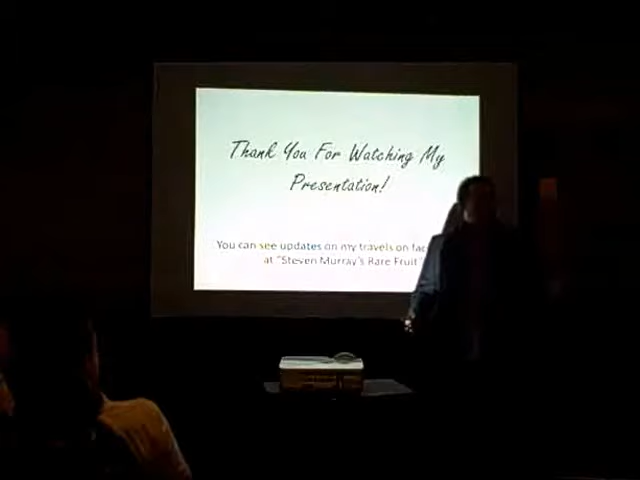 Thank You For Watching My
Presentation!
You can see updates on my travels on
at "Steven Murray's Rare Fruit